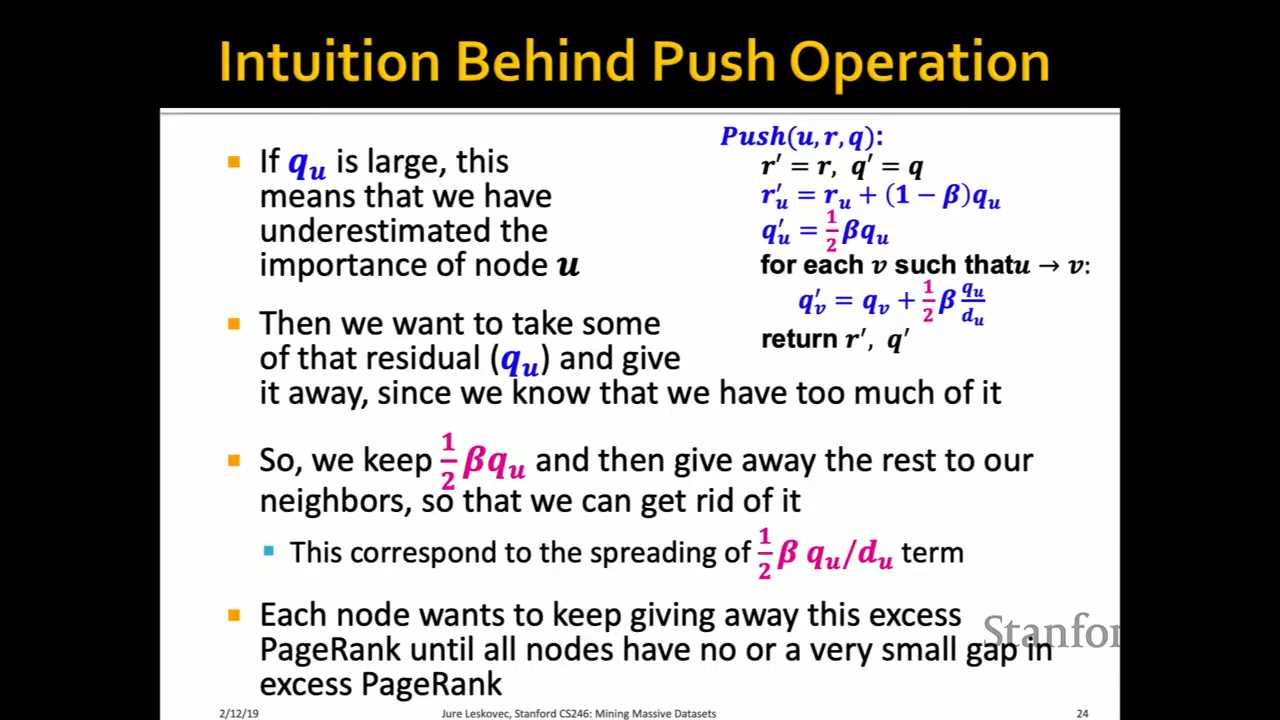 Intuition Behind Push Operation
If q_u is large, this
means that we have
underestimated the
importance of node u
Then we want to take some
of that residual (q_u) and give
it away, since we know that we have too much of it
So, we keep ½βq_u and then give away the rest to our
neighbors, so that we can get rid of it
This correspond to the spreading of ½β q_u/d_u term
Each node wants to keep giving away this excess
PageRank until all nodes have no or a very small gap in
excess PageRank
Push(u, r, q):
r′ = r, q′ = q
r′_u = r_u + (1 − β)q_u
q′_u = ½βq_u
for each v such thatu → v:
q′_v = q_v + ½β q_u/d_u
return r′, q′
Stanfor
2/12/19
Jure Leskovec, Stanford CS246: Mining Massive Datasets
24